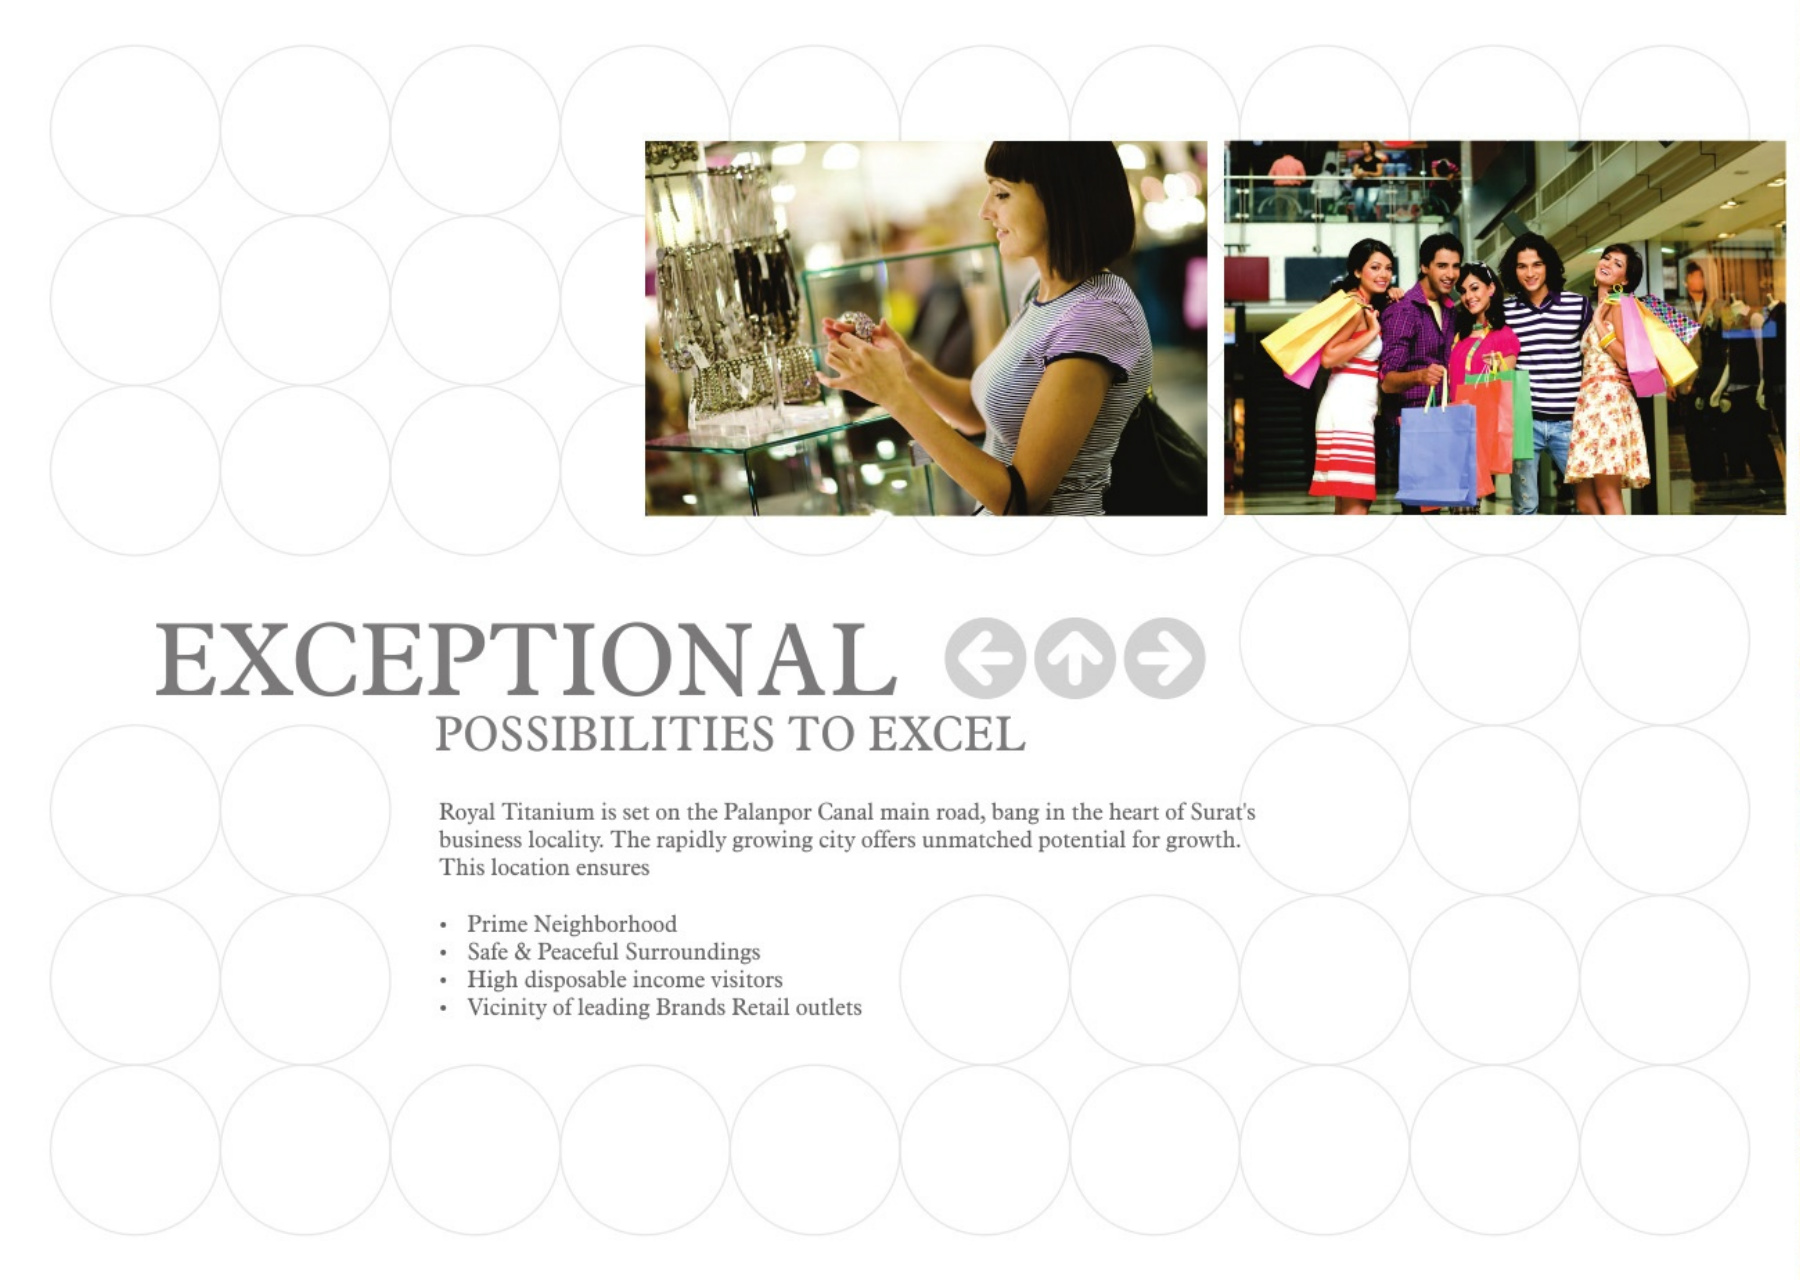 EXCEPTIONAL
POSSIBILITIES TO EXCEL
Royal Titanium is set on the Palanpor Canal main road, bang in the heart of Surat's
business locality. The rapidly growing city offers unmatched potential for growth.
This location ensures
• Prime Neighborhood
• Safe & Peaceful Surroundings
• High disposable income visitors
• Vicinity of leading Brands Retail outlets